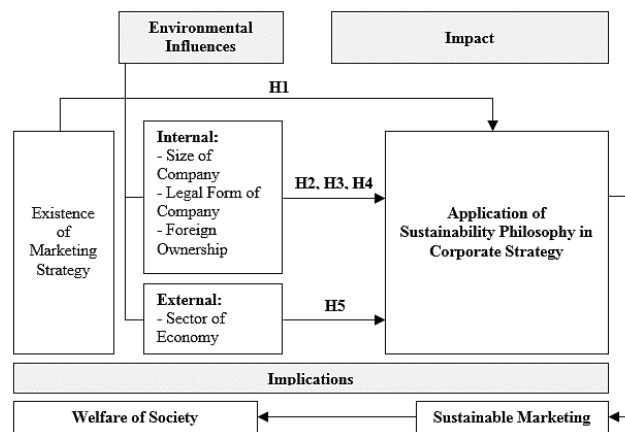 Environmental
Influences
Impact
H1
Existence
of
Marketing
Strategy
Internal:
- Size of
Company
- Legal Form of
Company
- Foreign
Ownership
H2, H3, H4
External:
- Sector of
Economy
H5
Application of
Sustainability Philosophy in
Corporate Strategy
Implications
Welfare of Society
Sustainable Marketing